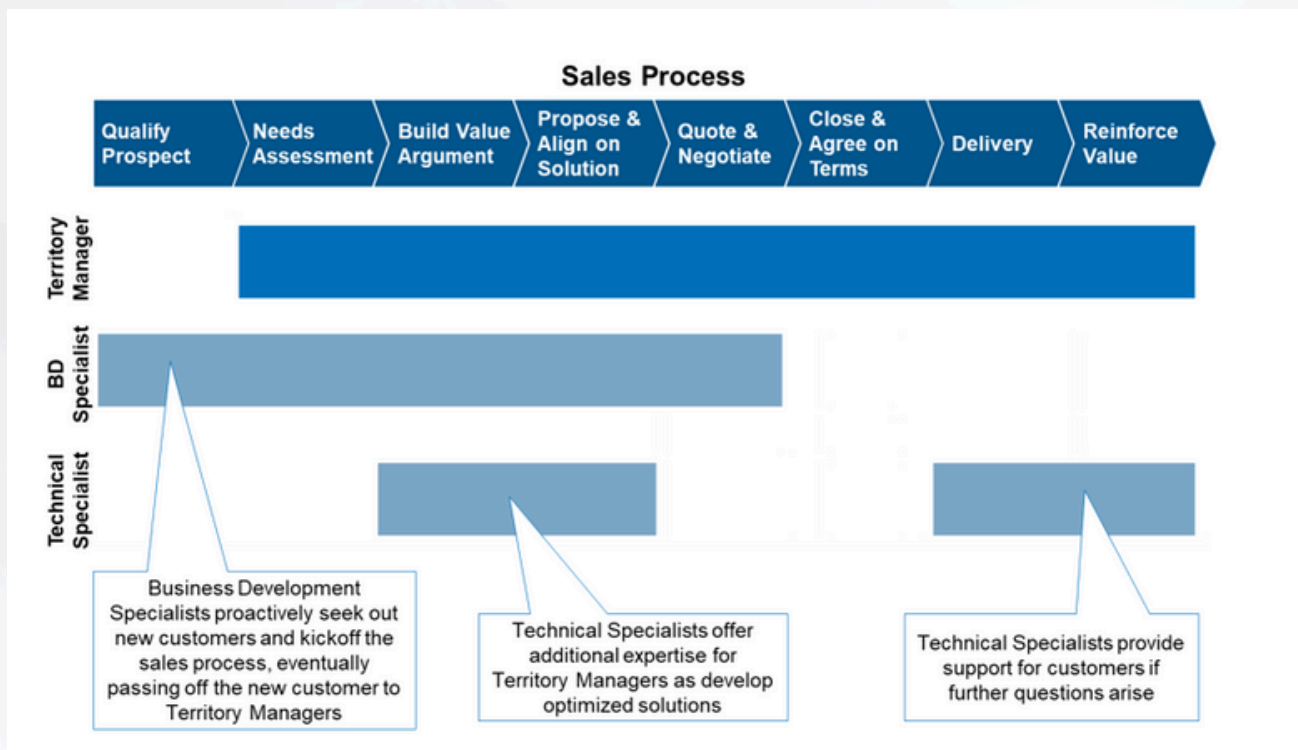 Sales Process
Qualify
Prospect
Needs
Assessment
Build Value
Argument
Propose &
Align on
Solution
Quote &
Negotiate
Close &
Agree on
Terms
Delivery
Reinforce
Value
Territory
Manager
BD
Specialist
Technical
Specialist
Business Development
Specialists proactively seek out
new customers and kickoff the
sales process, eventually
passing off the new customer to
Territory Managers
Technical Specialists offer
additional expertise for
Territory Managers as develop
optimized solutions
Technical Specialists provide
support for customers if
further questions arise